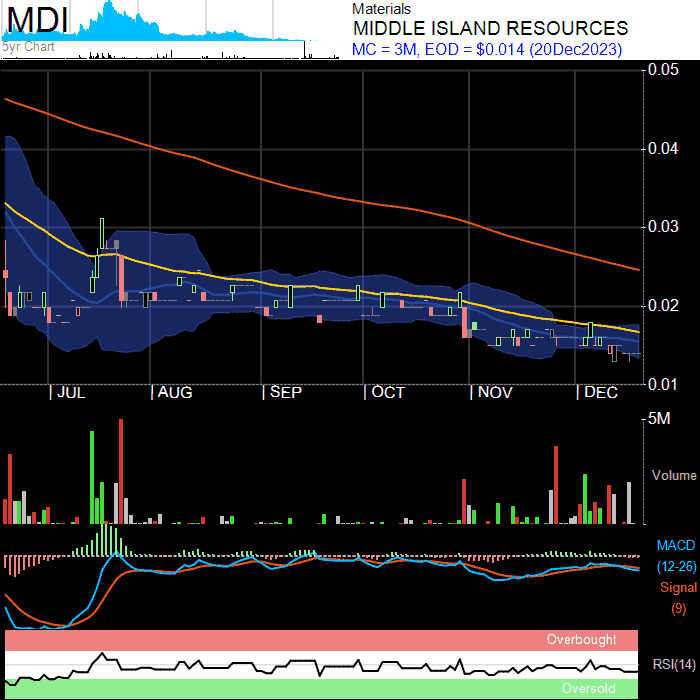 MDI
5yr Chart
Materials
MIDDLE ISLAND RESOURCES
MC = 3M, EOD = $0.014 (20Dec2023)
0.05
0.04
0.03
0.02
0.01
| JUL | AUG | SEP | OCT | NOV | DEC
5M
Volume
MACD
(12-26)
Signal
(9)
Overbought
RSI(14)
Oversold